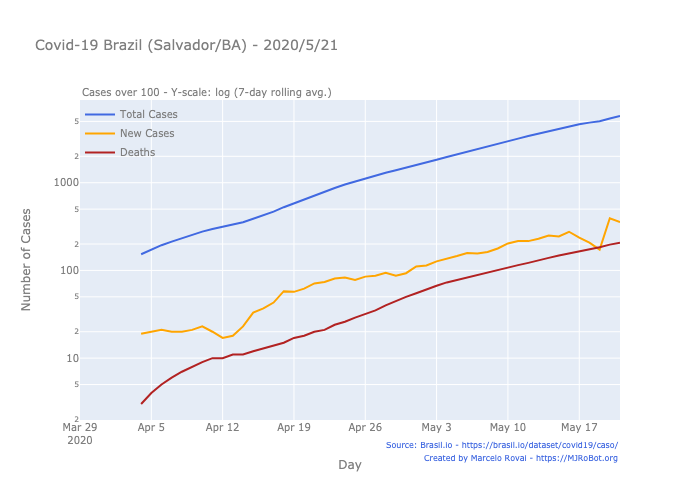 Covid-19 Brazil (Salvador/BA) - 2020/5/21
Cases over 100 - Y-scale: log (7-day rolling avg.)
Total Cases
New Cases
Deaths
5
2
1000
5
2
100
5
2
10
5
2
Number of Cases
Mar 29 Apr 5 Apr 12 Apr 19 Apr 26 May 3 May 10 May 17
2020
Day
Source: Brasil.io - https://brasil.io/dataset/covid19/caso/
Created by Marcelo Rovai - https://MJRoBot.org